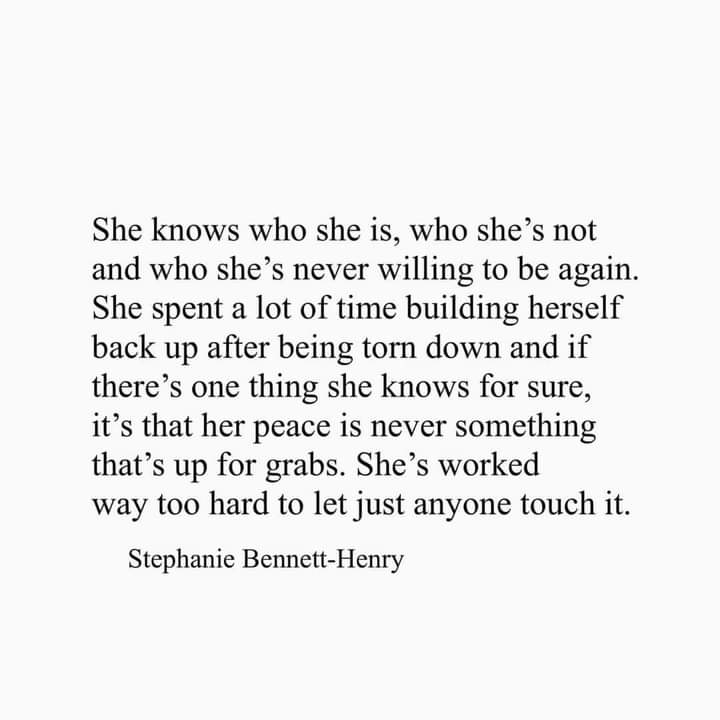 She knows who she is, who she’s not
and who she’s never willing to be again.
She spent a lot of time building herself
back up after being torn down and if
there’s one thing she knows for sure,
it’s that her peace is never something
that’s up for grabs. She’s worked
way too hard to let just anyone touch it.
Stephanie Bennett-Henry